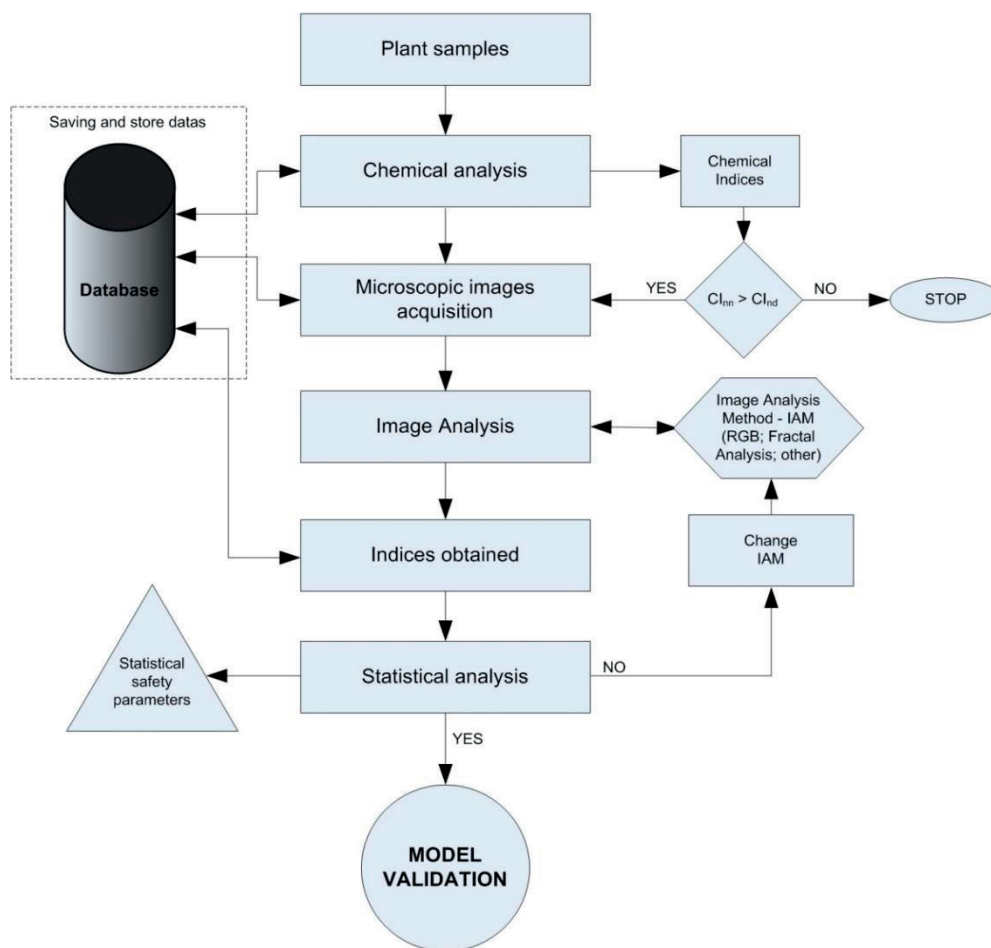 Plant samples
Saving and store datas
Chemical analysis
Chemical
Indices
Database
Microscopic images
acquisition
YES
CInn > CInd
NO
STOP
Image Analysis
Image Analysis
Method - IAM
(RGB; Fractal
Analysis; other)
Indices obtained
Change
IAM
Statistical
safety
parameters
Statistical analysis
NO
YES
MODEL
VALIDATION